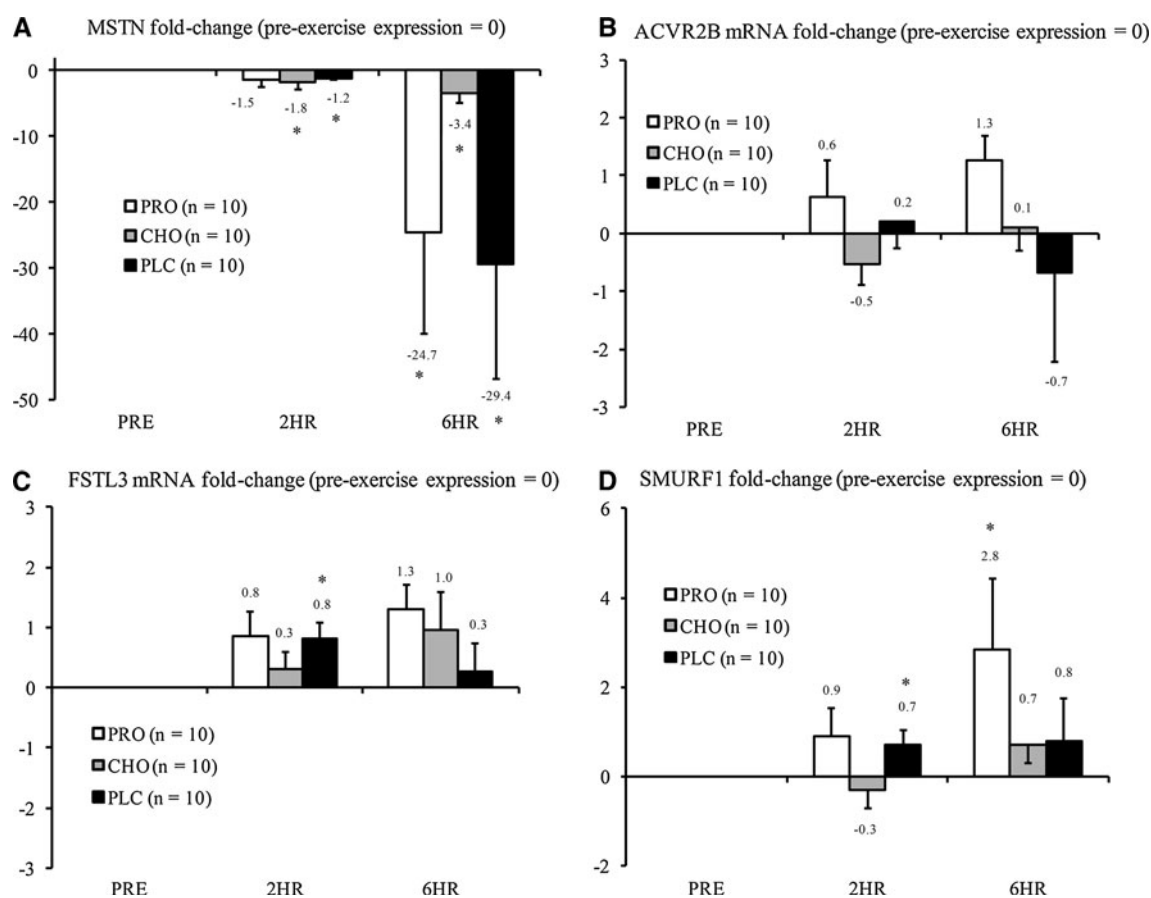 A
MSTN fold-change (pre-exercise expression = 0)
0
-10
-20
-30
-40
-50
-1.5
-1.8
-1.2
*
*
-3.4
*
PRO (n = 10)
CHO (n = 10)
PLC (n = 10)
-24.7
*
-29.4
*
PRE
2HR
6HR
B
ACVR2B mRNA fold-change (pre-exercise expression = 0)
3
2
1
0
-1
-2
-3
PRO (n = 10)
CHO (n = 10)
PLC (n = 10)
0.6
-0.5
0.2
1.3
0.1
-0.7
PRE
2HR
6HR
C
FSTL3 mRNA fold-change (pre-exercise expression = 0)
3
2
1
0
-1
-2
-3
0.8
0.3
*
0.8
1.3
1.0
0.3
PRO (n = 10)
CHO (n = 10)
PLC (n = 10)
PRE
2HR
6HR
D
SMURF1 fold-change (pre-exercise expression = 0)
6
4
2
0
-2
PRO (n = 10)
CHO (n = 10)
PLC (n = 10)
0.9
-0.3
*
0.7
*
2.8
0.7
0.8
PRE
2HR
6HR